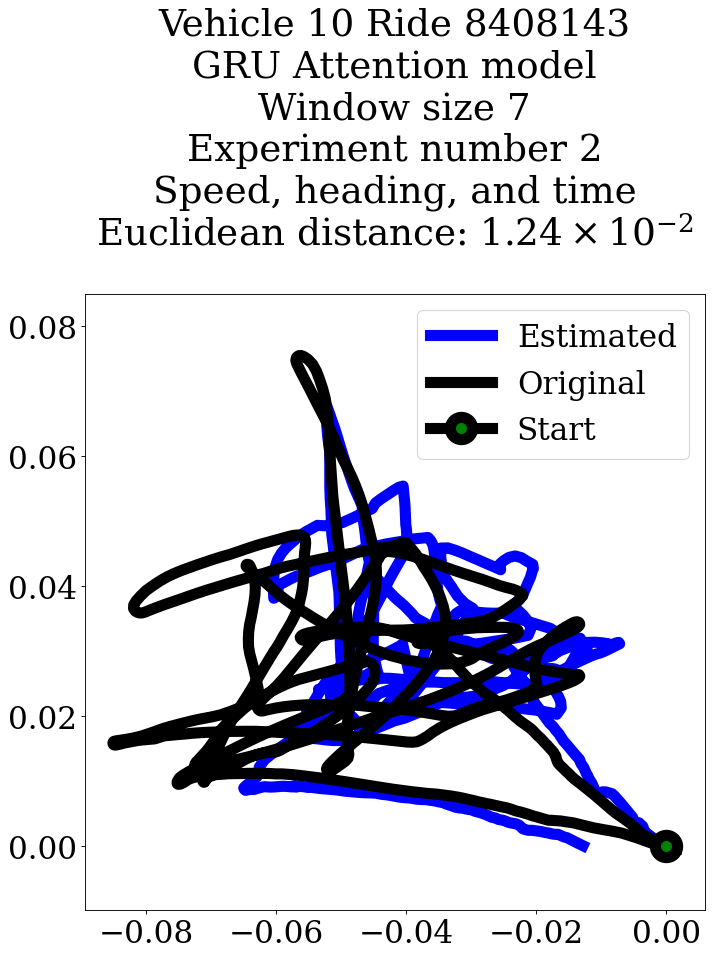 Vehicle 10 Ride 8408143
GRU Attention model
Window size 7
Experiment number 2
Speed, heading, and time
Euclidean distance: 1.24 × 10⁻²
0.08
0.06
0.04
0.02
0.00
Estimated
Original
Start
−0.08 −0.06 −0.04 −0.02 0.00